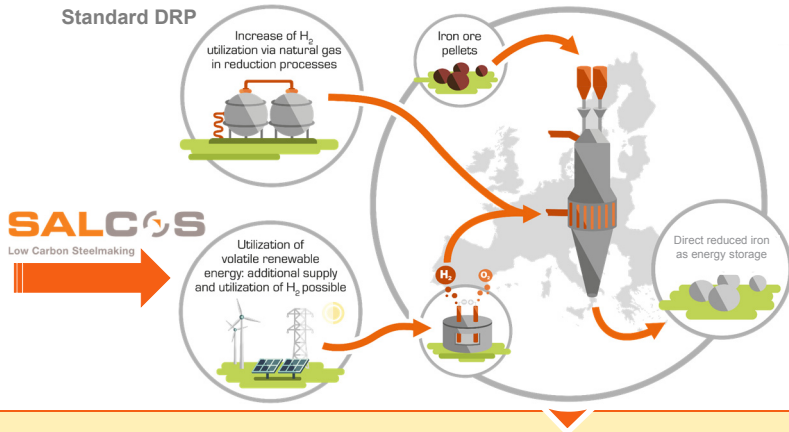 Standard DRP
Increase of H2
utilization via natural gas
in reduction processes
Iron ore
pellets
SALCOS
Low Carbon Steelmaking
Utilization of
volatile renewable
energy: additional supply
and utilization of H2 possible
H2
O2
Direct reduced iron
as energy storage